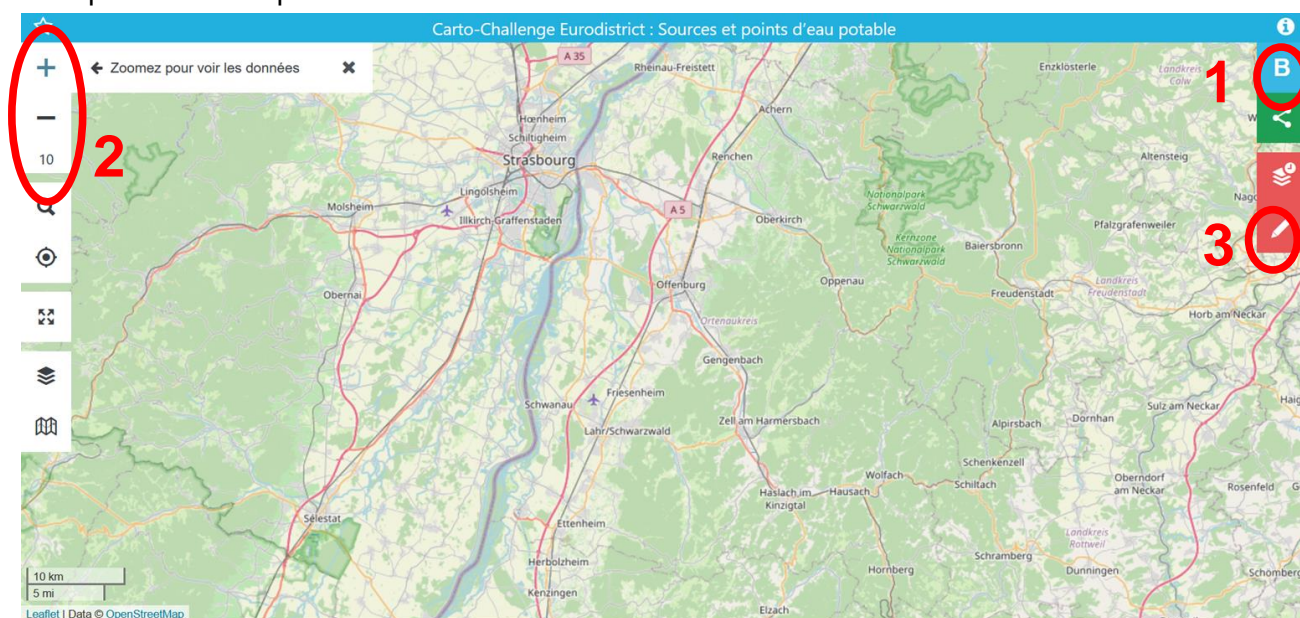 Carto-Challenge Eurodistrict : Sources et points d'eau potable
Zoomez pour voir les données
10
2
1
B
3
A 35
Rheinau-Freistett
Enzklösterle
Landkreis
Calw
Achern
Hœnheim
Schiltigheim
Strasbourg
Renchen
Altensteig
Lingolsheim
Molsheim
Illkirch-Graffenstaden
A 5
Oberkirch
Nationalpark
Schwarzwald
Kernzone
Nationalpark
Schwarzwald
Pfalzgrafenweiler
Baiersbronn
Obernai
Offenburg
Oppenau
Freudenstadt
Landkreis
Freudenstadt
Horb am Neckar
Ortenaukreis
Gengenbach
Schwanau
Friesenheim
Lahr/Schwarzwald
Zell am Harmersbach
Alpirsbach
Dornhan
Sulz am Neckar
Haig
Schenkenzell
Wolfach
Schiltach
Oberndorf
am Neckar
Rosenfeld
Haslach im
Kinzigtal
Hausach
Sélestat
Ettenheim
Landkreis
Rottweil
Schramberg
Herbolzheim
Hornberg
Dunningen
Schömberg
Kenzingen
Elzach
10 km
5 mi
Leaflet | Data © OpenStreetMap